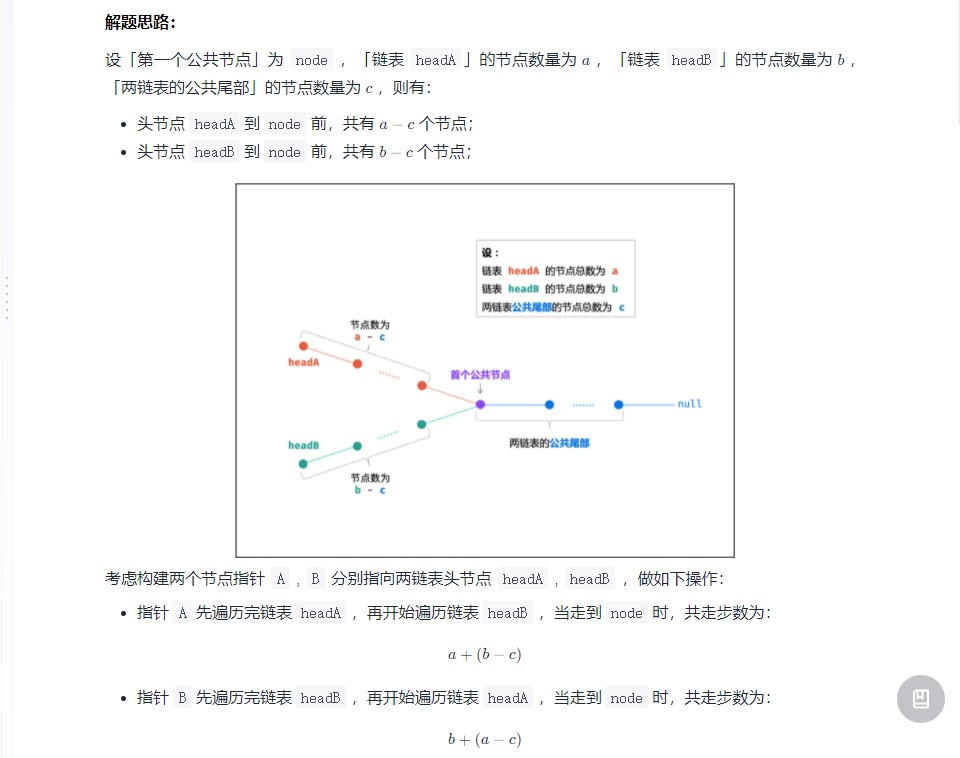 解题思路：
设「第一个公共节点」为 node ，「链表 headA 」的节点数量为 a ，「链表 headB 」的节点数量为 b ，
「两链表的公共尾部」的节点数量为 c ，则有：
• 头节点 headA 到 node 前，共有 a − c 个节点；
• 头节点 headB 到 node 前，共有 b − c 个节点；
设：
链表 headA 的节点总数为 a
链表 headB 的节点总数为 b
两链表公共尾部的节点总数为 c
节点数为
a - c
headA
首个公共节点
null
headB
两链表的公共尾部
节点数为
b - c
考虑构建两个节点指针 A , B 分别指向两链表头节点 headA , headB ，做如下操作：
• 指针 A 先遍历完链表 headA ，再开始遍历链表 headB ，当走到 node 时，共走步数为：
a + (b − c)
• 指针 B 先遍历完链表 headB ，再开始遍历链表 headA ，当走到 node 时，共走步数为：
b + (a − c)